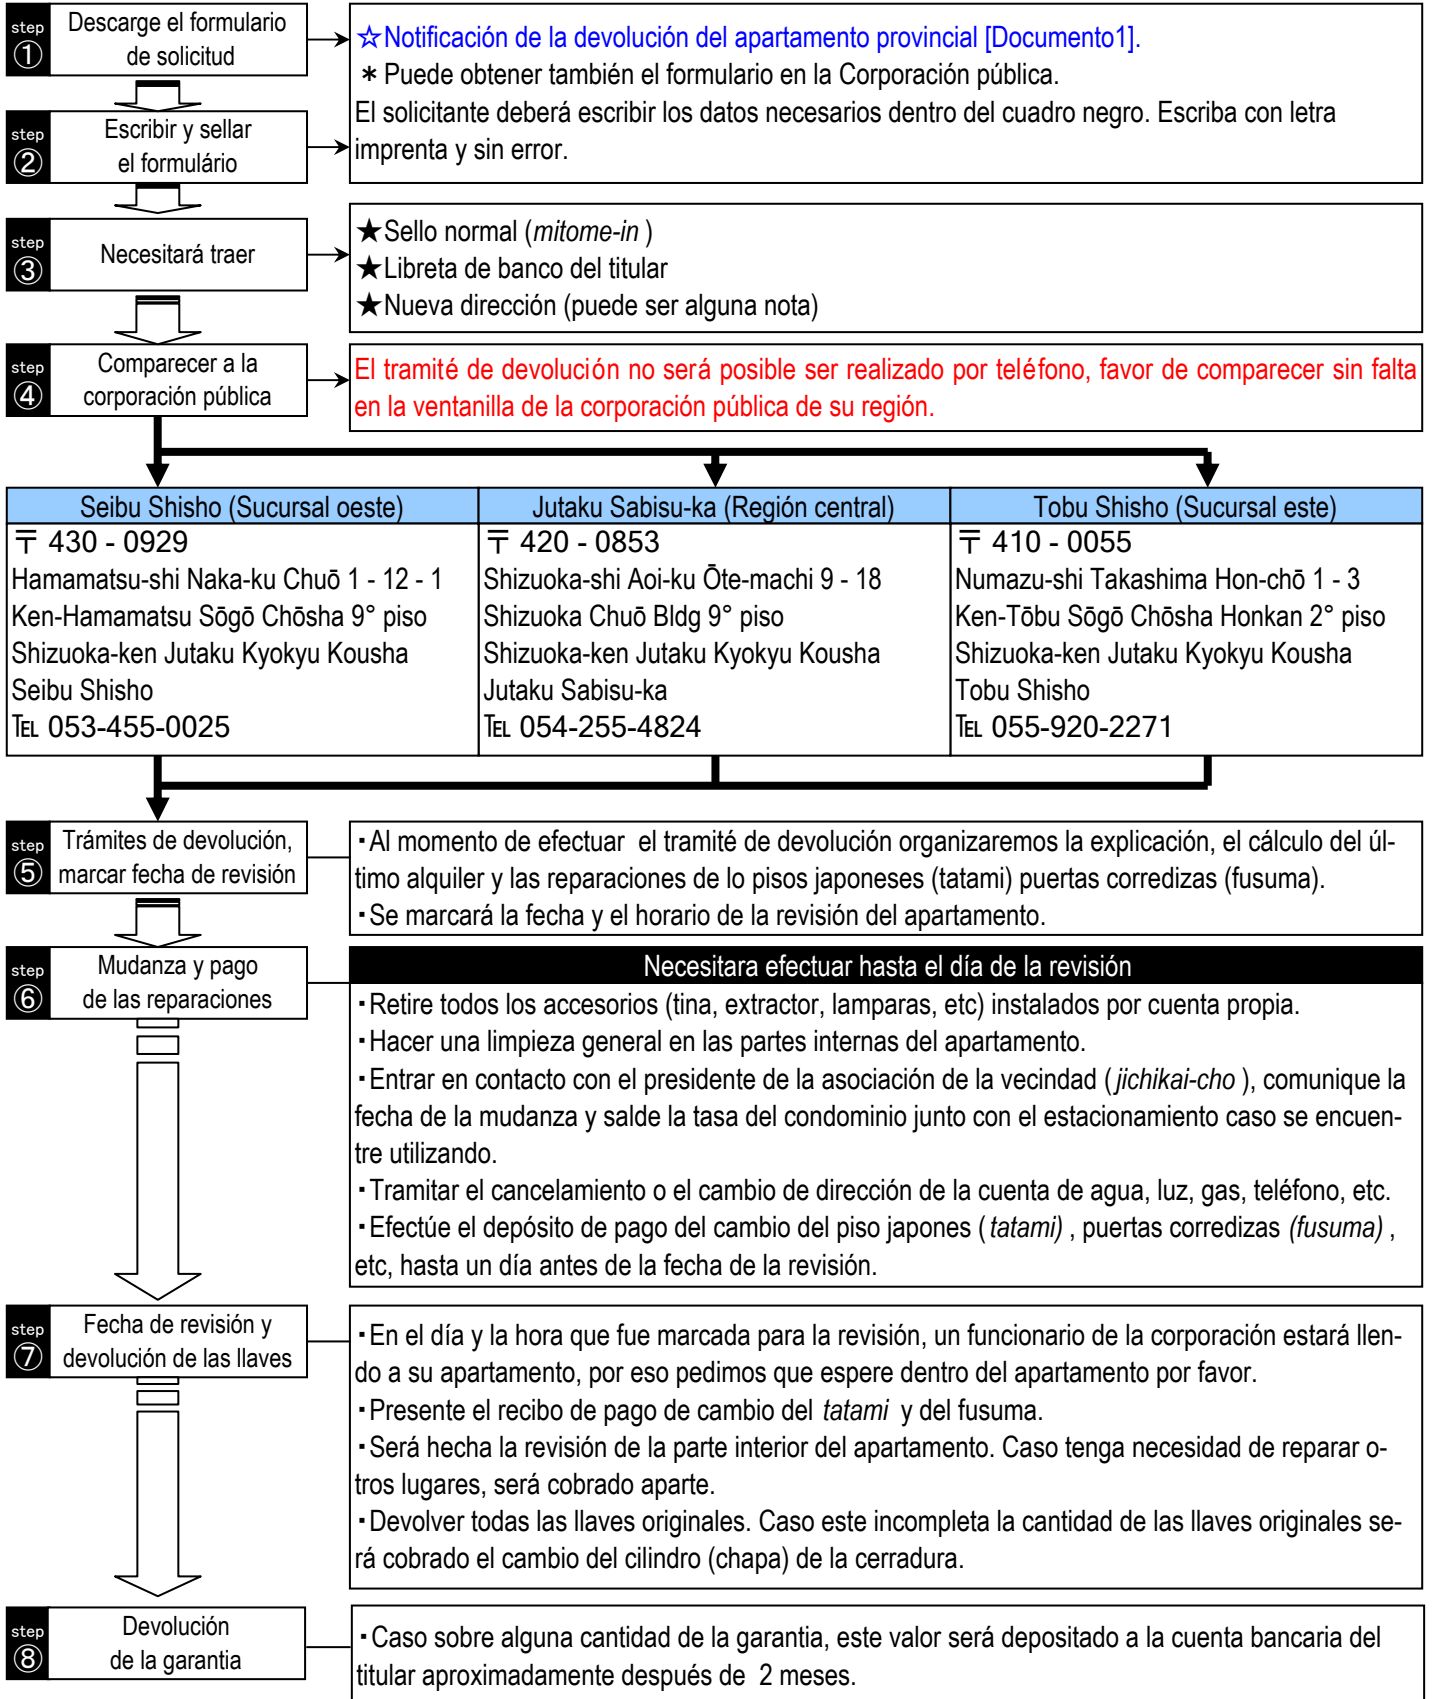 step
①
Descarge el formulario
de solicitud
☆Notificación de la devolución del apartamento provincial [Documento1].
＊Puede obtener también el formulario en la Corporación pública.
El solicitante deberá escribir los datos necesarios dentro del cuadro negro. Escriba con letra
imprenta y sin error.
step
②
Escribir y sellar
el formulário
step
③
Necesitará traer
★Sello normal (mitome-in )
★Libreta de banco del titular
★Nueva dirección (puede ser alguna nota)
step
④
Comparecer a la
corporación pública
El tramité de devolución no será posible ser realizado por teléfono, favor de comparecer sin falta
en la ventanilla de la corporación pública de su región.
Seibu Shisho (Sucursal oeste)
〒 430 - 0929
Hamamatsu-shi Naka-ku Chuō 1 - 12 - 1
Ken-Hamamatsu Sōgō Chōsha 9° piso
Shizuoka-ken Jutaku Kyokyu Kousha
Seibu Shisho
℡ 053-455-0025
Jutaku Sabisu-ka (Región central)
〒 420 - 0853
Shizuoka-shi Aoi-ku Ōte-machi 9 - 18
Shizuoka Chuō Bldg 9° piso
Shizuoka-ken Jutaku Kyokyu Kousha
Jutaku Sabisu-ka
℡ 054-255-4824
Tobu Shisho (Sucursal este)
〒 410 - 0055
Numazu-shi Takashima Hon-chō 1 - 3
Ken-Tōbu Sōgō Chōsha Honkan 2° piso
Shizuoka-ken Jutaku Kyokyu Kousha
Tobu Shisho
℡ 055-920-2271
step
⑤
Trámites de devolución,
marcar fecha de revisión
・Al momento de efectuar el tramité de devolución organizaremos la explicación, el cálculo del úl-
timo alquiler y las reparaciones de lo pisos japoneses (tatami) puertas corredizas (fusuma).
・Se marcará la fecha y el horario de la revisión del apartamento.
step
⑥
Mudanza y pago
de las reparaciones
Necesitara efectuar hasta el día de la revisión
・Retire todos los accesorios (tina, extractor, lamparas, etc) instalados por cuenta propia.
・Hacer una limpieza general en las partes internas del apartamento.
・Entrar en contacto con el presidente de la asociación de la vecindad ( jichikai-cho ), comunique la
fecha de la mudanza y salde la tasa del condominio junto con el estacionamiento caso se encuen-
tre utilizando.
・Tramitar el cancelamiento o el cambio de dirección de la cuenta de agua, luz, gas, teléfono, etc.
・Efectúe el depósito de pago del cambio del piso japones ( tatami) , puertas corredizas (fusuma) ,
etc, hasta un día antes de la fecha de la revisión.
step
⑦
Fecha de revisión y
devolución de las llaves
・En el día y la hora que fue marcada para la revisión, un funcionario de la corporación estará llen-
do a su apartamento, por eso pedimos que espere dentro del apartamento por favor.
・Presente el recibo de pago de cambio del tatami y del fusuma.
・Será hecha la revisión de la parte interior del apartamento. Caso tenga necesidad de reparar o-
tros lugares, será cobrado aparte.
・Devolver todas las llaves originales. Caso este incompleta la cantidad de las llaves originales se-
rá cobrado el cambio del cilindro (chapa) de la cerradura.
step
⑧
Devolución
de la garantia
・Caso sobre alguna cantidad de la garantia, este valor será depositado a la cuenta bancaria del
titular aproximadamente después de 2 meses.